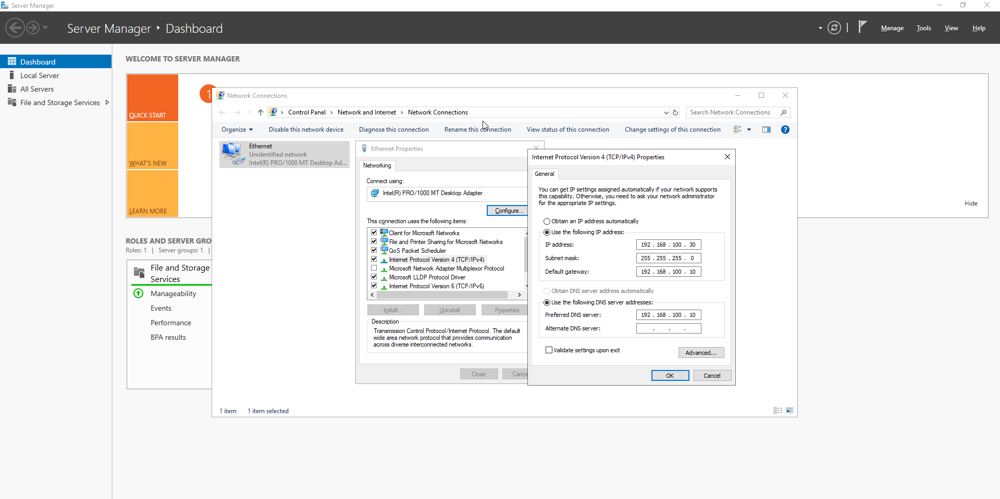 Server Manager
Server Manager
Dashboard
Manage
Tools
View
Help
Dashboard
Local Server
All Servers
File and Storage Services
WELCOME TO SERVER MANAGER
QUICK START
WHAT'S NEW
LEARN MORE
1
Hide
ROLES AND SERVER GRO
Roles: 1 | Server groups: 1 |
File and Storage
Services
Manageability
Events
Performance
BPA results
Network Connections
Control Panel
Network and Internet
Network Connections
Search Network Connections
Organize
Disable this network device
Diagnose this connection
Rename this connection
View status of this connection
Change settings of this connection
Ethernet
Unidentified network
Intel(R) PRO/1000 MT Desktop Ad...
1 item
1 item selected
Ethernet Properties
Networking
Connect using:
Intel(R) PRO/1000 MT Desktop Adapter
Configure...
This connection uses the following items:
Client for Microsoft Networks
File and Printer Sharing for Microsoft Networks
QoS Packet Scheduler
Internet Protocol Version 4 (TCP/IPv4)
Microsoft Network Adapter Multiplexor Protocol
Microsoft LLDP Protocol Driver
Internet Protocol Version 6 (TCP/IPv6)
Install...
Uninstall
Properties
Description
Transmission Control Protocol/Internet Protocol. The default
wide area network protocol that provides communication
across diverse interconnected networks.
Close
Cance
Internet Protocol Version 4 (TCP/IPv4) Properties
General
You can get IP settings assigned automatically if your network supports
this capability. Otherwise, you need to ask your network administrator
for the appropriate IP settings.
Obtain an IP address automatically
Use the following IP address:
IP address:
192 . 168 . 100 . 30
Subnet mask:
255 . 255 . 255 . 0
Default gateway:
192 . 168 . 100 . 10
Obtain DNS server address automatically
Use the following DNS server addresses:
Preferred DNS server:
192 . 168 . 100 . 10
Alternate DNS server:
. . .
Validate settings upon exit
Advanced...
OK
Cancel